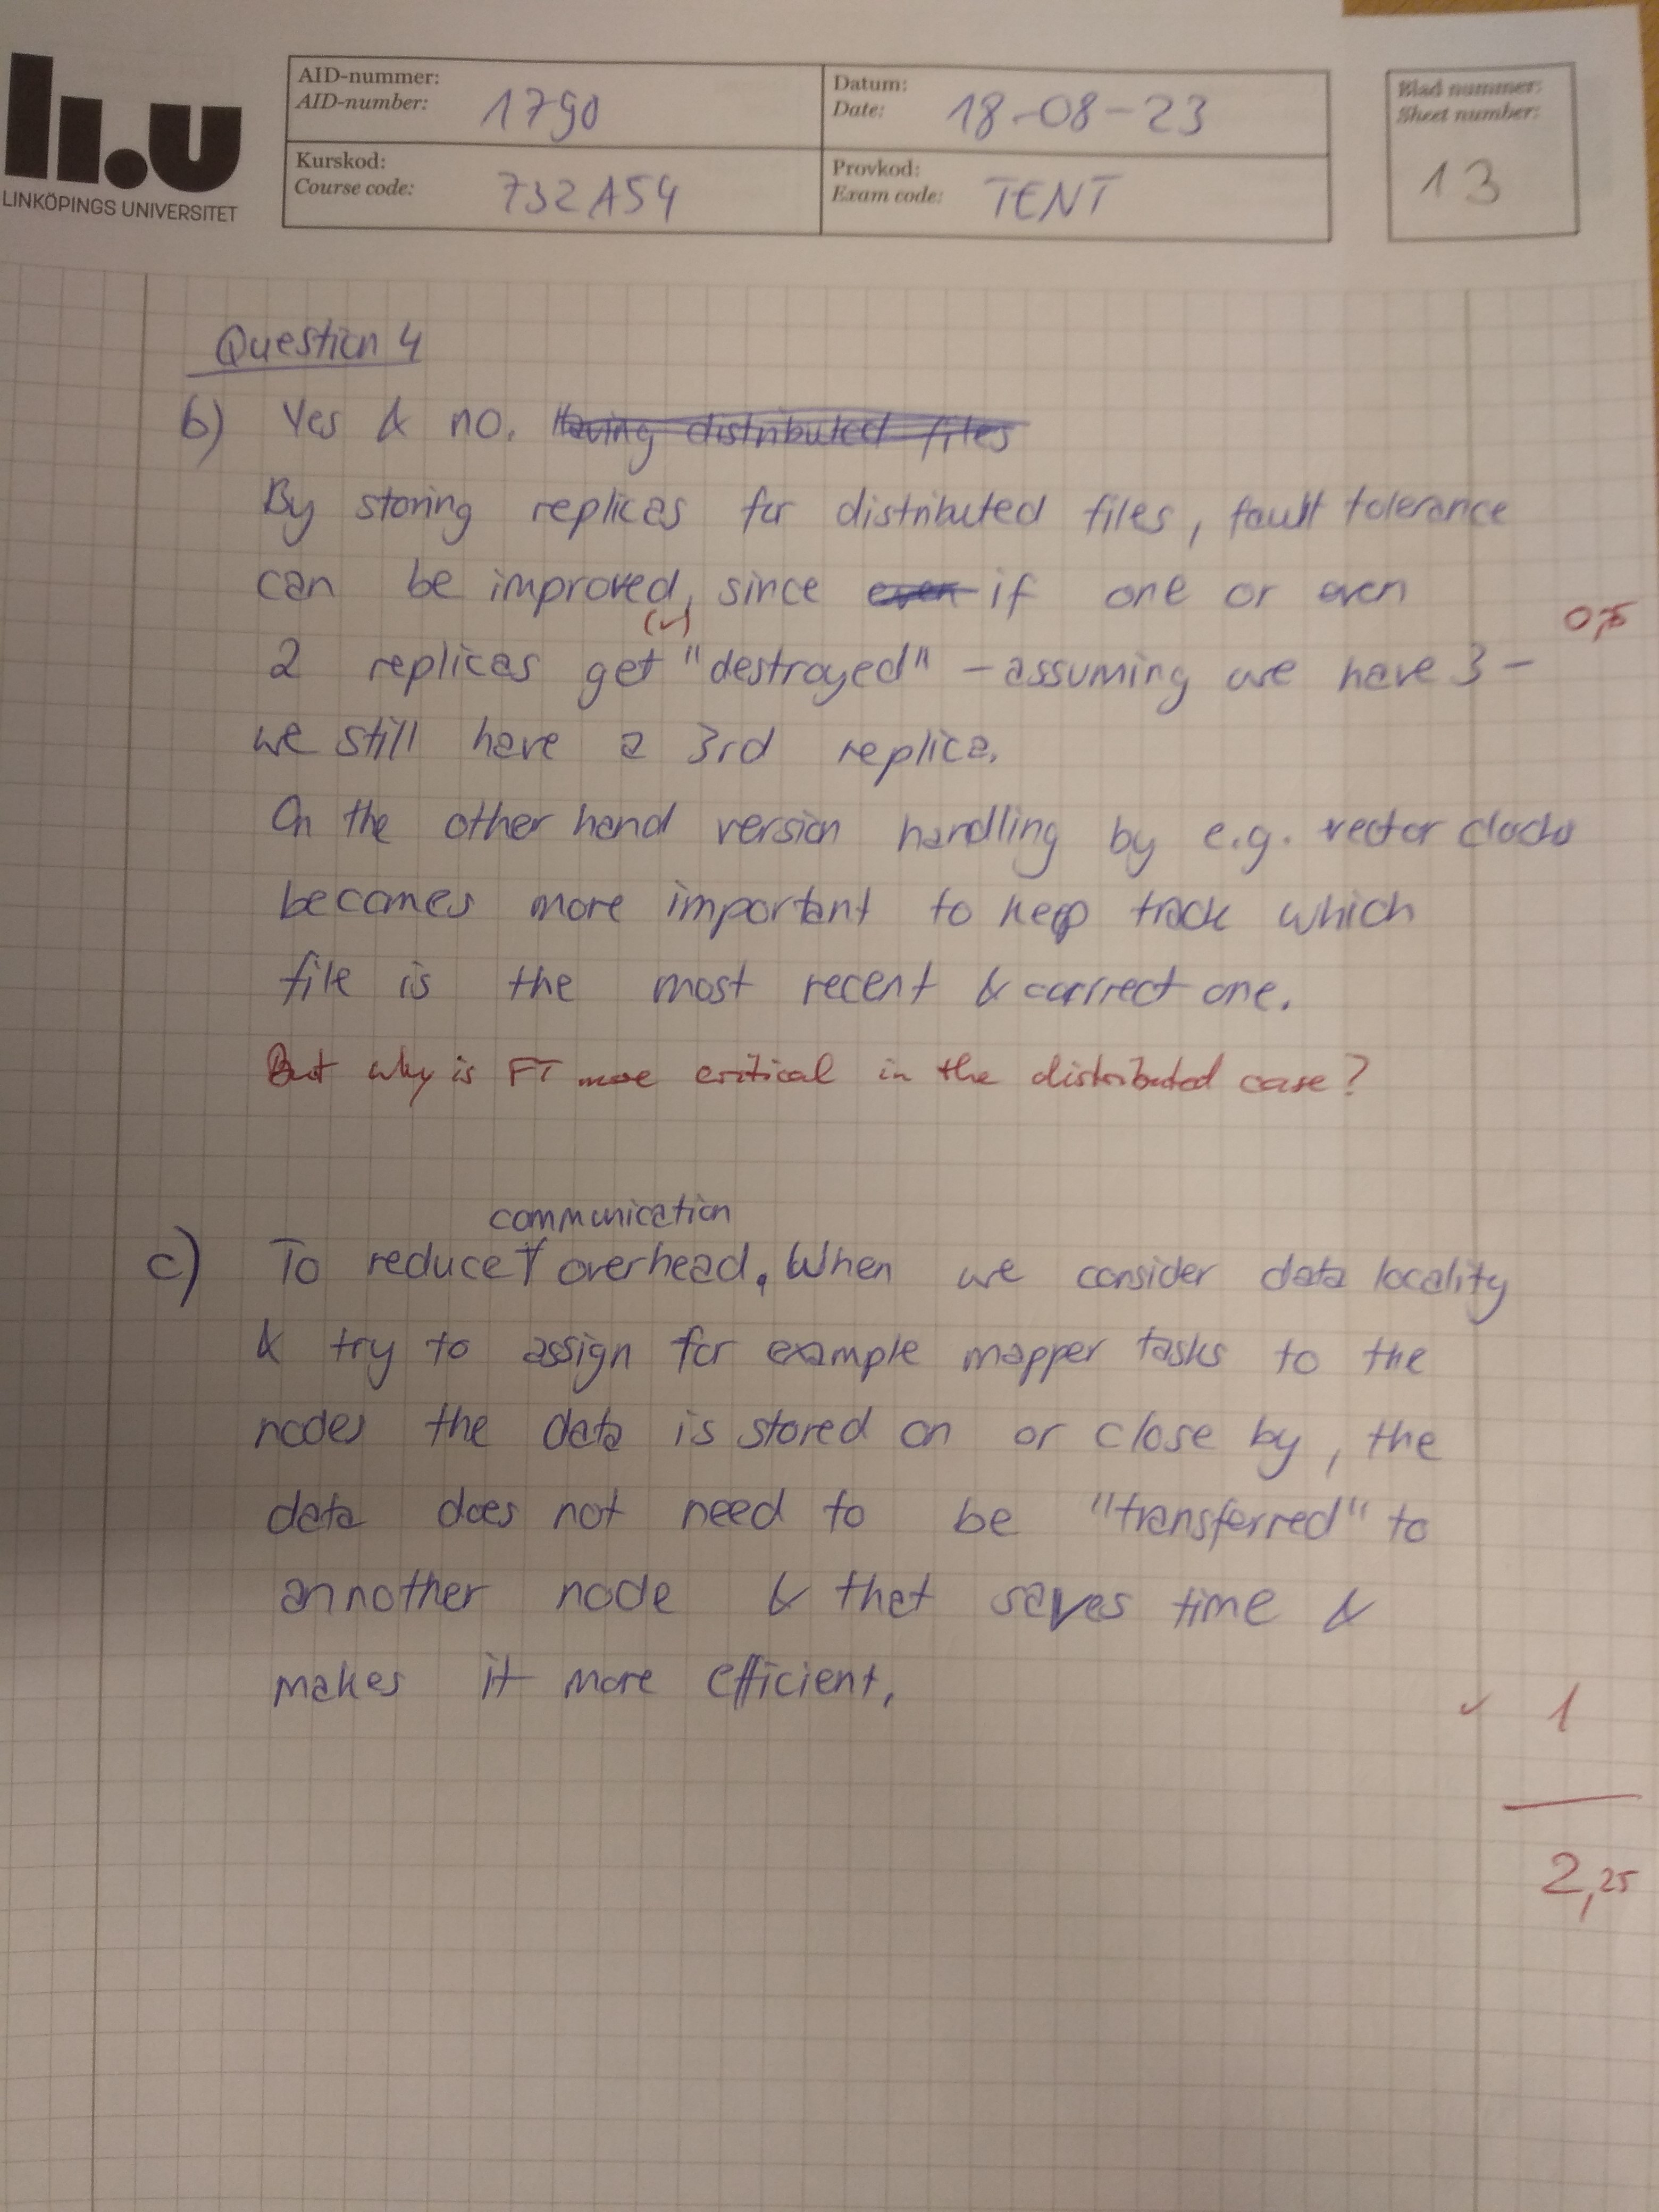 li.u
LINKÖPINGS UNIVERSITET
AID-nummer:
AID-number: 1790
Datum:
Date: 18-08-23
Blad nummer:
Sheet number:
13
Kurskod:
Course code: 732A54
Provkod:
Exam code: TENT
Question 4
b) Yes & no. Having distributed files
By storing replicas for distributed files, fault tolerance
can be improved, since even if one or even
(✓) 0,5
2 replicas get "destroyed" - assuming we have 3 -
we still have a 3rd replica.
On the other hand version handling by e.g. vector clocks
becomes more important to keep track which
file is the most recent & correct one.
But why is FT more critical in the distributed case?
communication
c) To reduce overhead. When we consider data locality
& try to assign for example mapper tasks to the
nodes the data is stored on or close by, the
data does not need to be "transferred" to
annother node & that saves time &
makes it more efficient.
✓ 1
2,25